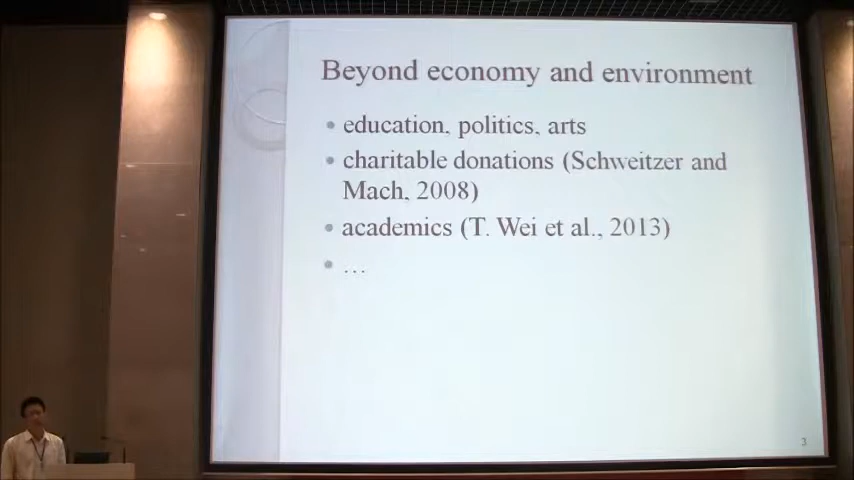 Beyond economy and environment
• education, politics, arts
• charitable donations (Schweitzer and
Mach, 2008)
• academics (T. Wei et al., 2013)
• ...
3